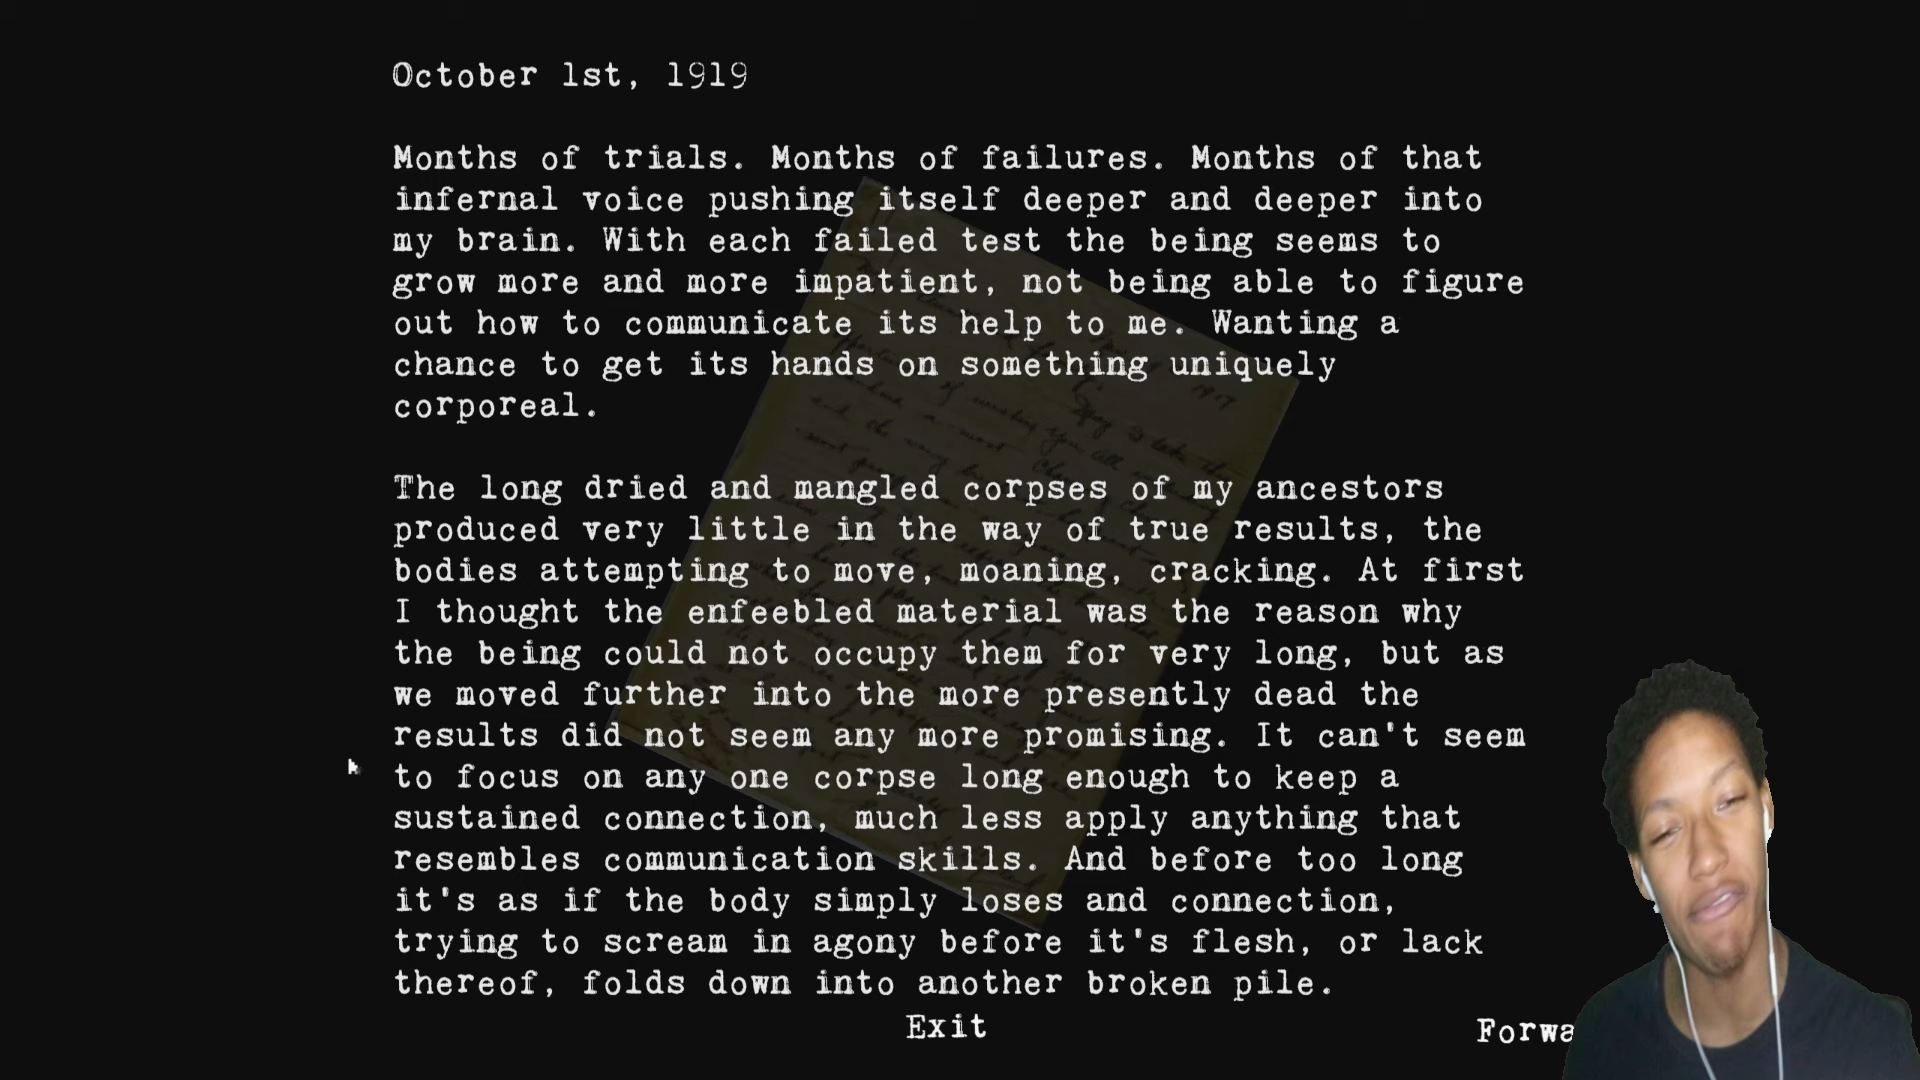 October 1st, 1919
Months of trials. Months of failures. Months of that
infernal voice pushing itself deeper and deeper into
my brain. With each failed test the being seems to
grow more and more impatient, not being able to figure
out how to communicate its help to me. Wanting a
chance to get its hands on something uniquely
corporeal.
The long dried and mangled corpses of my ancestors
produced very little in the way of true results, the
bodies attempting to move, moaning, cracking. At first
I thought the enfeebled material was the reason why
the being could not occupy them for very long, but as
we moved further into the more presently dead the
results did not seem any more promising. It can't seem
to focus on any one corpse long enough to keep a
sustained connection, much less apply anything that
resembles communication skills. And before too long
it's as if the body simply loses and connection,
trying to scream in agony before it's flesh, or lack
thereof, folds down into another broken pile.
Exit
Forwa